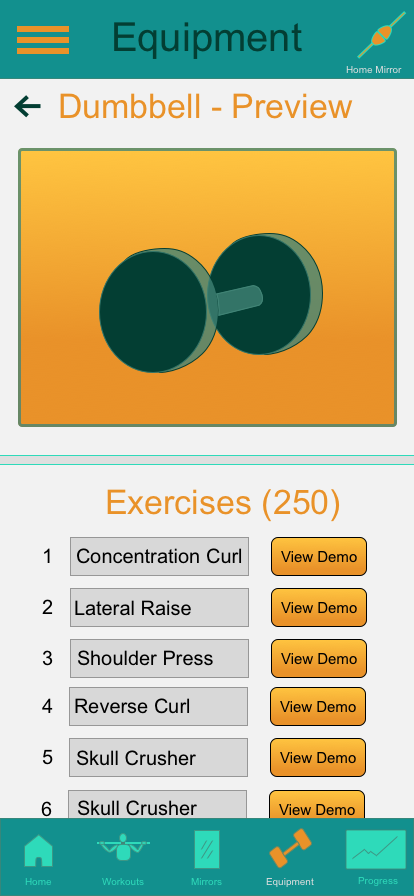 Equipment
Home Mirror
Dumbbell - Preview
Exercises (250)
1 Concentration Curl View Demo
2 Lateral Raise View Demo
3 Shoulder Press View Demo
4 Reverse Curl View Demo
5 Skull Crusher View Demo
6 Skull Crusher View Demo
Home Workouts Mirrors Equipment Progress